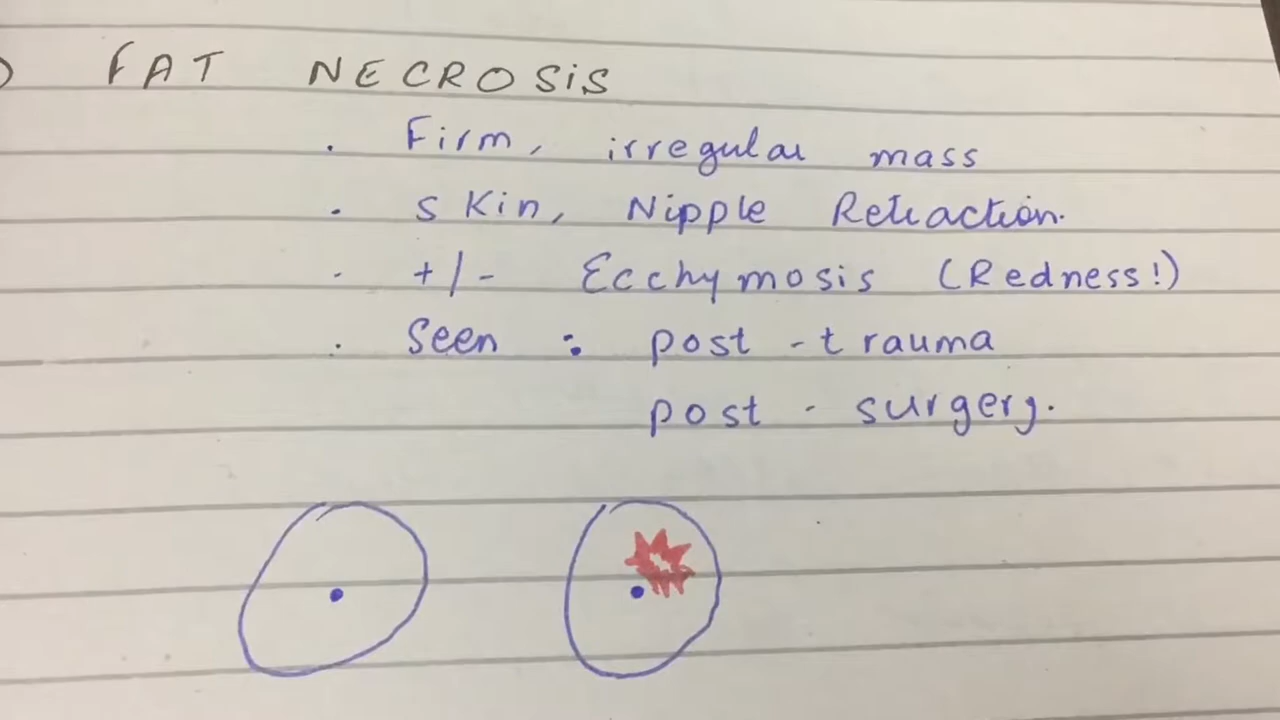 FAT NECROSIS
. Firm, irregular mass
. Skin, Nipple Retraction.
. +/- Ecchymosis (Redness!)
. Seen : post - trauma
post - surgery.